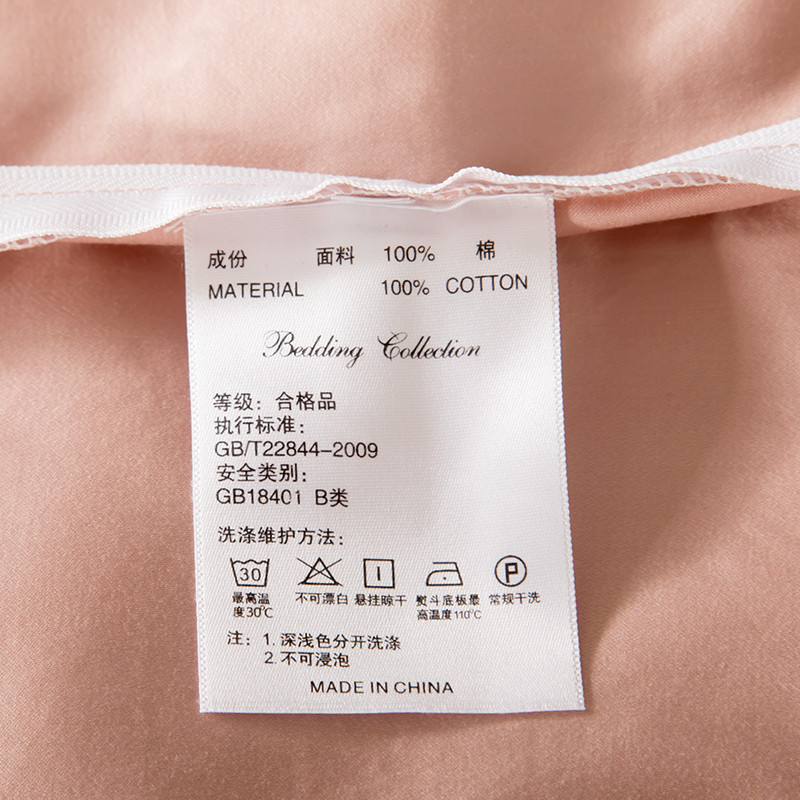 成份 面料 100% 棉
MATERIAL 100% COTTON
Bedding Collection
等级：合格品
执行标准：
GB/T22844-2009
安全类别：
GB18401 B类
洗涤维护方法：
30 P
最高温度30℃
不可漂白
悬挂晾干
熨斗底板最高温度110℃
常规干洗
注：1. 深浅色分开洗涤
2. 不可浸泡
MADE IN CHINA